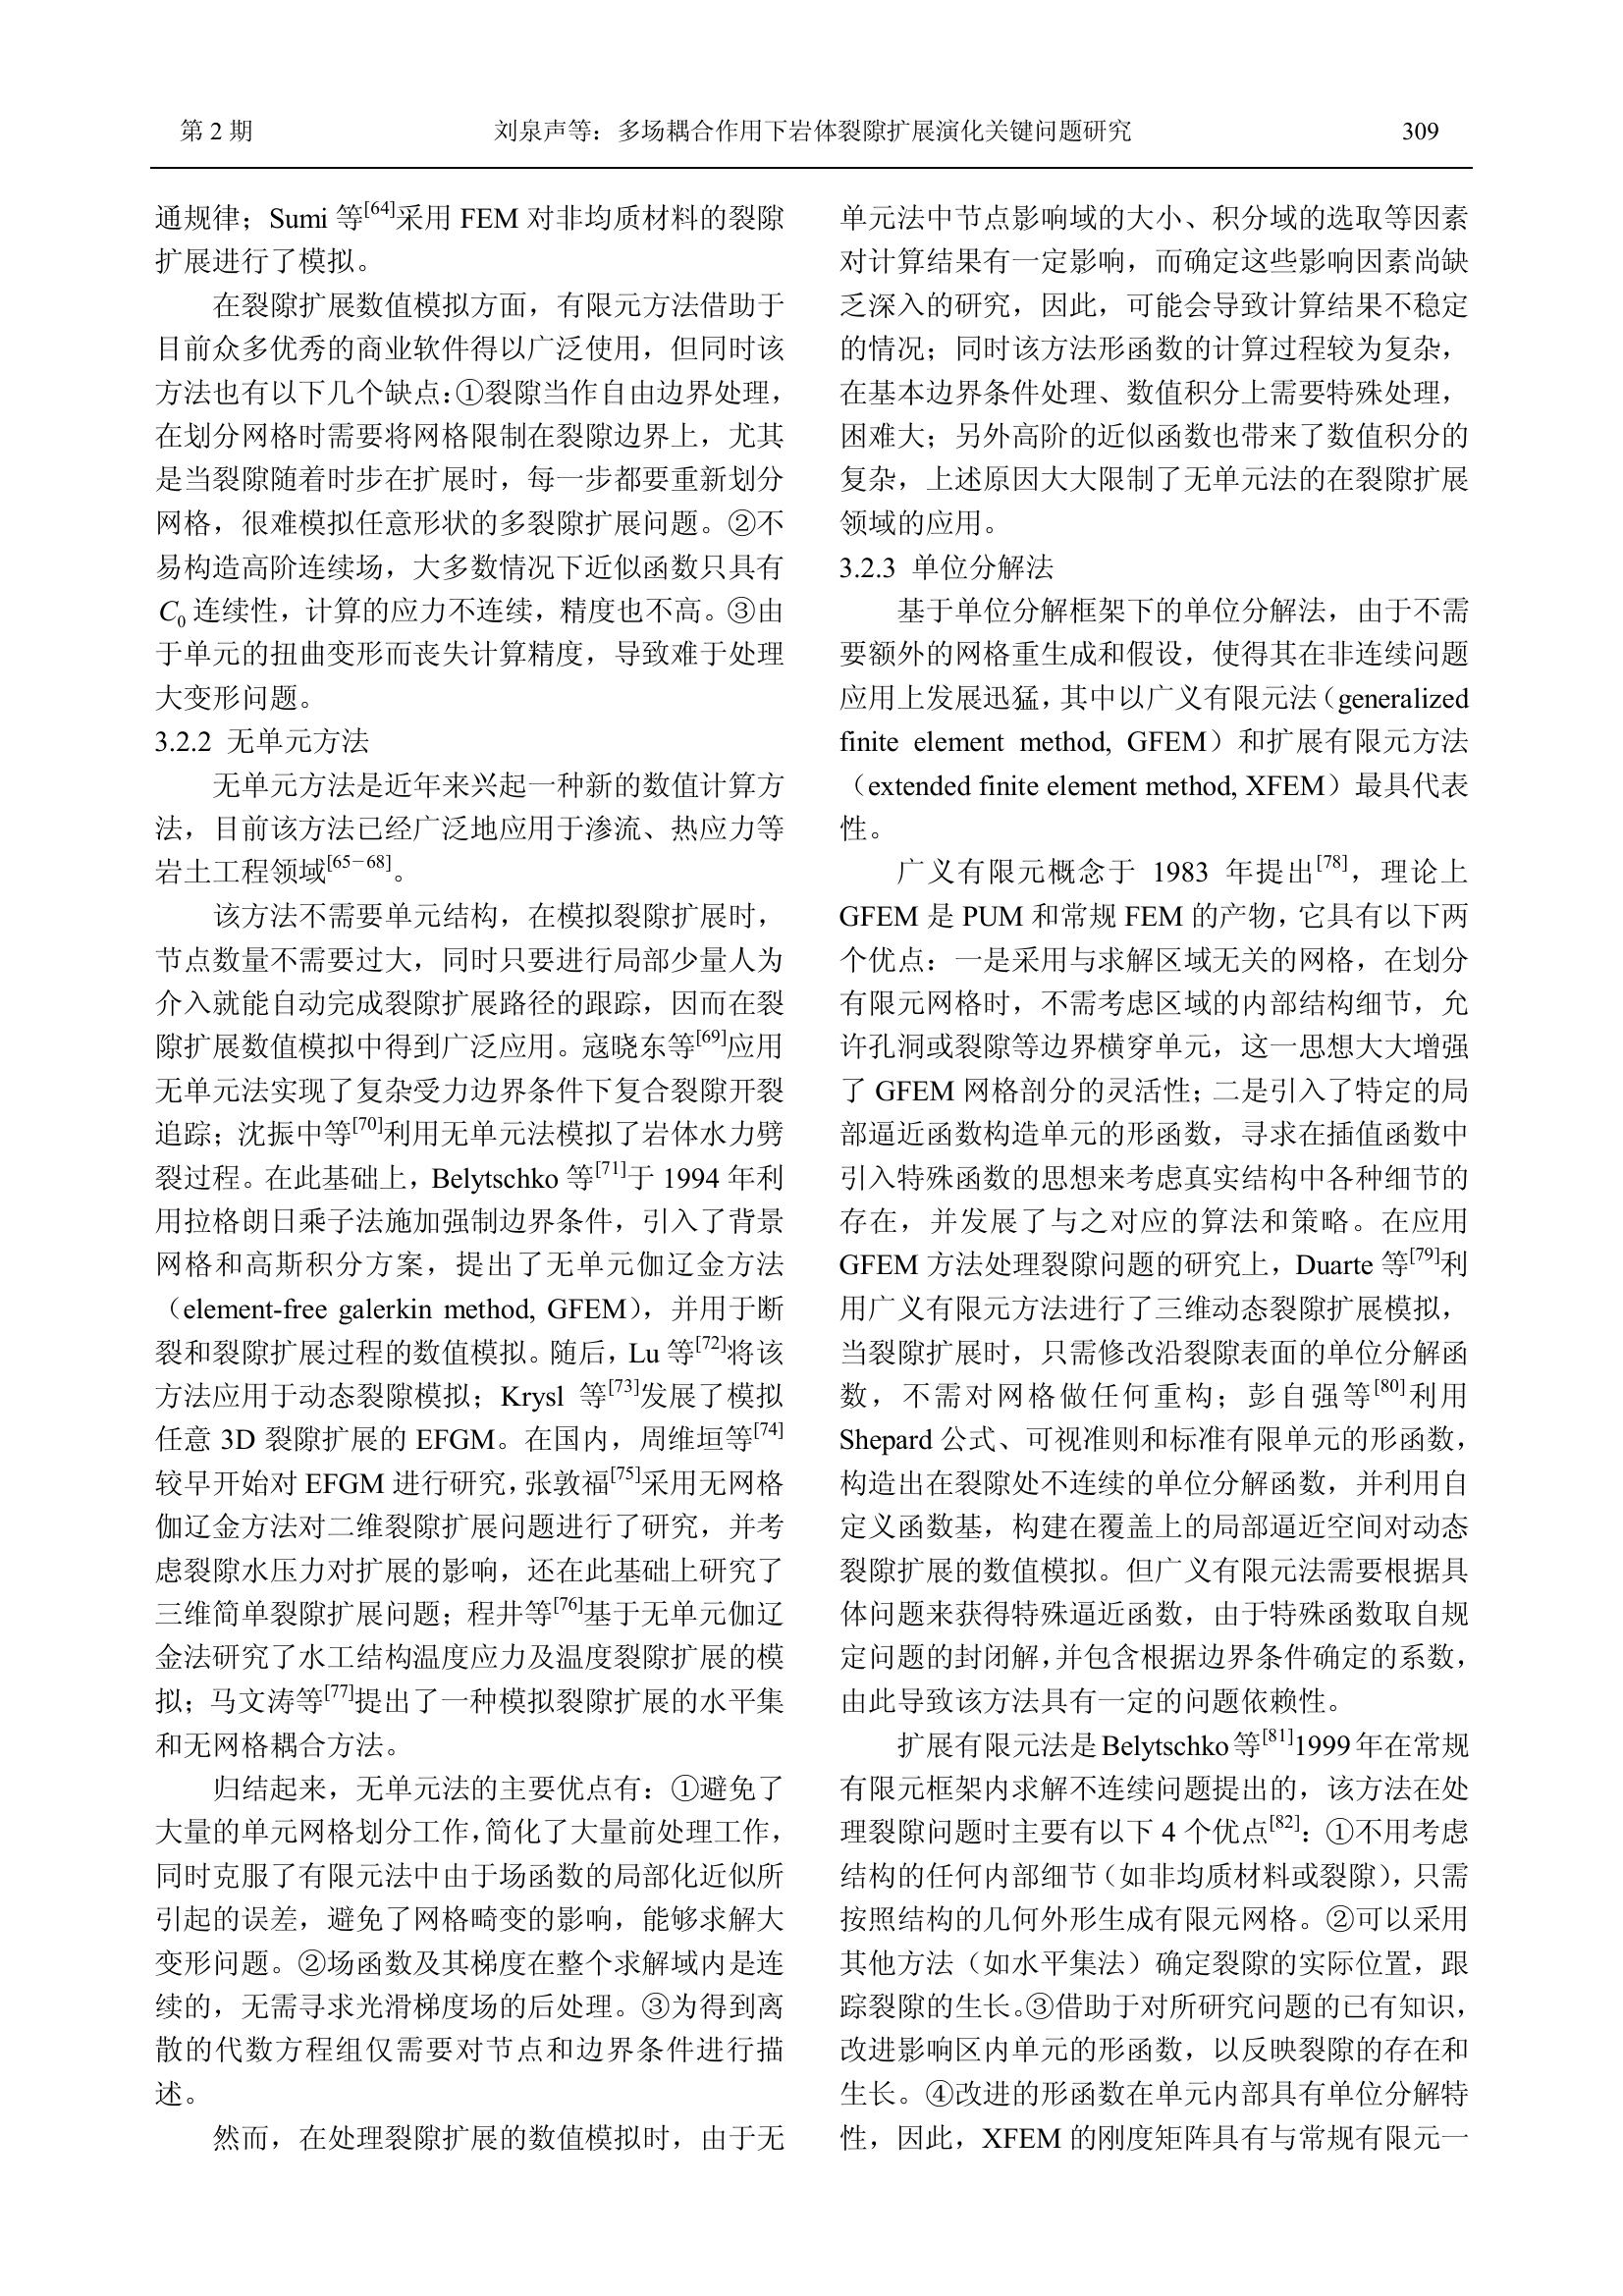 第 2 期 刘泉声等：多场耦合作用下岩体裂隙扩展演化关键问题研究 309
通规律；Sumi 等[64]采用 FEM 对非均质材料的裂隙
扩展进行了模拟。
在裂隙扩展数值模拟方面，有限元方法借助于
目前众多优秀的商业软件得以广泛使用，但同时该
方法也有以下几个缺点：①裂隙当作自由边界处理，
在划分网格时需要将网格限制在裂隙边界上，尤其
是当裂隙随着时步在扩展时，每一步都要重新划分
网格，很难模拟任意形状的多裂隙扩展问题。②不
易构造高阶连续场，大多数情况下近似函数只具有
C0 连续性，计算的应力不连续，精度也不高。③由
于单元的扭曲变形而丧失计算精度，导致难于处理
大变形问题。
3.2.2 无单元方法
无单元方法是近年来兴起一种新的数值计算方
法，目前该方法已经广泛地应用于渗流、热应力等
岩土工程领域[65－68]。
该方法不需要单元结构，在模拟裂隙扩展时，
节点数量不需要过大，同时只要进行局部少量人为
介入就能自动完成裂隙扩展路径的跟踪，因而在裂
隙扩展数值模拟中得到广泛应用。寇晓东等[69]应用
无单元法实现了复杂受力边界条件下复合裂隙开裂
追踪；沈振中等[70]利用无单元法模拟了岩体水力劈
裂过程。在此基础上，Belytschko 等[71]于 1994 年利
用拉格朗日乘子法施加强制边界条件，引入了背景
网格和高斯积分方案，提出了无单元伽辽金方法
（element-free galerkin method, GFEM），并用于断
裂和裂隙扩展过程的数值模拟。随后，Lu 等[72]将该
方法应用于动态裂隙模拟；Krysl 等[73]发展了模拟
任意 3D 裂隙扩展的 EFGM。在国内，周维垣等[74]
较早开始对 EFGM 进行研究，张敦福[75]采用无网格
伽辽金方法对二维裂隙扩展问题进行了研究，并考
虑裂隙水压力对扩展的影响，还在此基础上研究了
三维简单裂隙扩展问题；程井等[76]基于无单元伽辽
金法研究了水工结构温度应力及温度裂隙扩展的模
拟；马文涛等[77]提出了一种模拟裂隙扩展的水平集
和无网格耦合方法。
归结起来，无单元法的主要优点有：①避免了
大量的单元网格划分工作，简化了大量前处理工作，
同时克服了有限元法中由于场函数的局部化近似所
引起的误差，避免了网格畸变的影响，能够求解大
变形问题。②场函数及其梯度在整个求解域内是连
续的，无需寻求光滑梯度场的后处理。③为得到离
散的代数方程组仅需要对节点和边界条件进行描
述。
然而，在处理裂隙扩展的数值模拟时，由于无
单元法中节点影响域的大小、积分域的选取等因素
对计算结果有一定影响，而确定这些影响因素尚缺
乏深入的研究，因此，可能会导致计算结果不稳定
的情况；同时该方法形函数的计算过程较为复杂，
在基本边界条件处理、数值积分上需要特殊处理，
困难大；另外高阶的近似函数也带来了数值积分的
复杂，上述原因大大限制了无单元法的在裂隙扩展
领域的应用。
3.2.3 单位分解法
基于单位分解框架下的单位分解法，由于不需
要额外的网格重生成和假设，使得其在非连续问题
应用上发展迅猛，其中以广义有限元法（generalized
finite element method, GFEM）和扩展有限元方法
（extended finite element method, XFEM）最具代表
性。
广义有限元概念于 1983 年提出[78]，理论上
GFEM 是 PUM 和常规 FEM 的产物，它具有以下两
个优点：一是采用与求解区域无关的网格，在划分
有限元网格时，不需考虑区域的内部结构细节，允
许孔洞或裂隙等边界横穿单元，这一思想大大增强
了 GFEM 网格剖分的灵活性；二是引入了特定的局
部逼近函数构造单元的形函数，寻求在插值函数中
引入特殊函数的思想来考虑真实结构中各种细节的
存在，并发展了与之对应的算法和策略。在应用
GFEM 方法处理裂隙问题的研究上，Duarte 等[79]利
用广义有限元方法进行了三维动态裂隙扩展模拟，
当裂隙扩展时，只需修改沿裂隙表面的单位分解函
数，不需对网格做任何重构；彭自强等[80]利用
Shepard 公式、可视准则和标准有限单元的形函数，
构造出在裂隙处不连续的单位分解函数，并利用自
定义函数基，构建在覆盖上的局部逼近空间对动态
裂隙扩展的数值模拟。但广义有限元法需要根据具
体问题来获得特殊逼近函数，由于特殊函数取自规
定问题的封闭解，并包含根据边界条件确定的系数，
由此导致该方法具有一定的问题依赖性。
扩展有限元法是 Belytschko 等[81]1999 年在常规
有限元框架内求解不连续问题提出的，该方法在处
理裂隙问题时主要有以下 4 个优点[82]：①不用考虑
结构的任何内部细节（如非均质材料或裂隙），只需
按照结构的几何外形生成有限元网格。②可以采用
其他方法（如水平集法）确定裂隙的实际位置，跟
踪裂隙的生长。③借助于对所研究问题的已有知识，
改进影响区内单元的形函数，以反映裂隙的存在和
生长。④改进的形函数在单元内部具有单位分解特
性，因此，XFEM 的刚度矩阵具有与常规有限元一